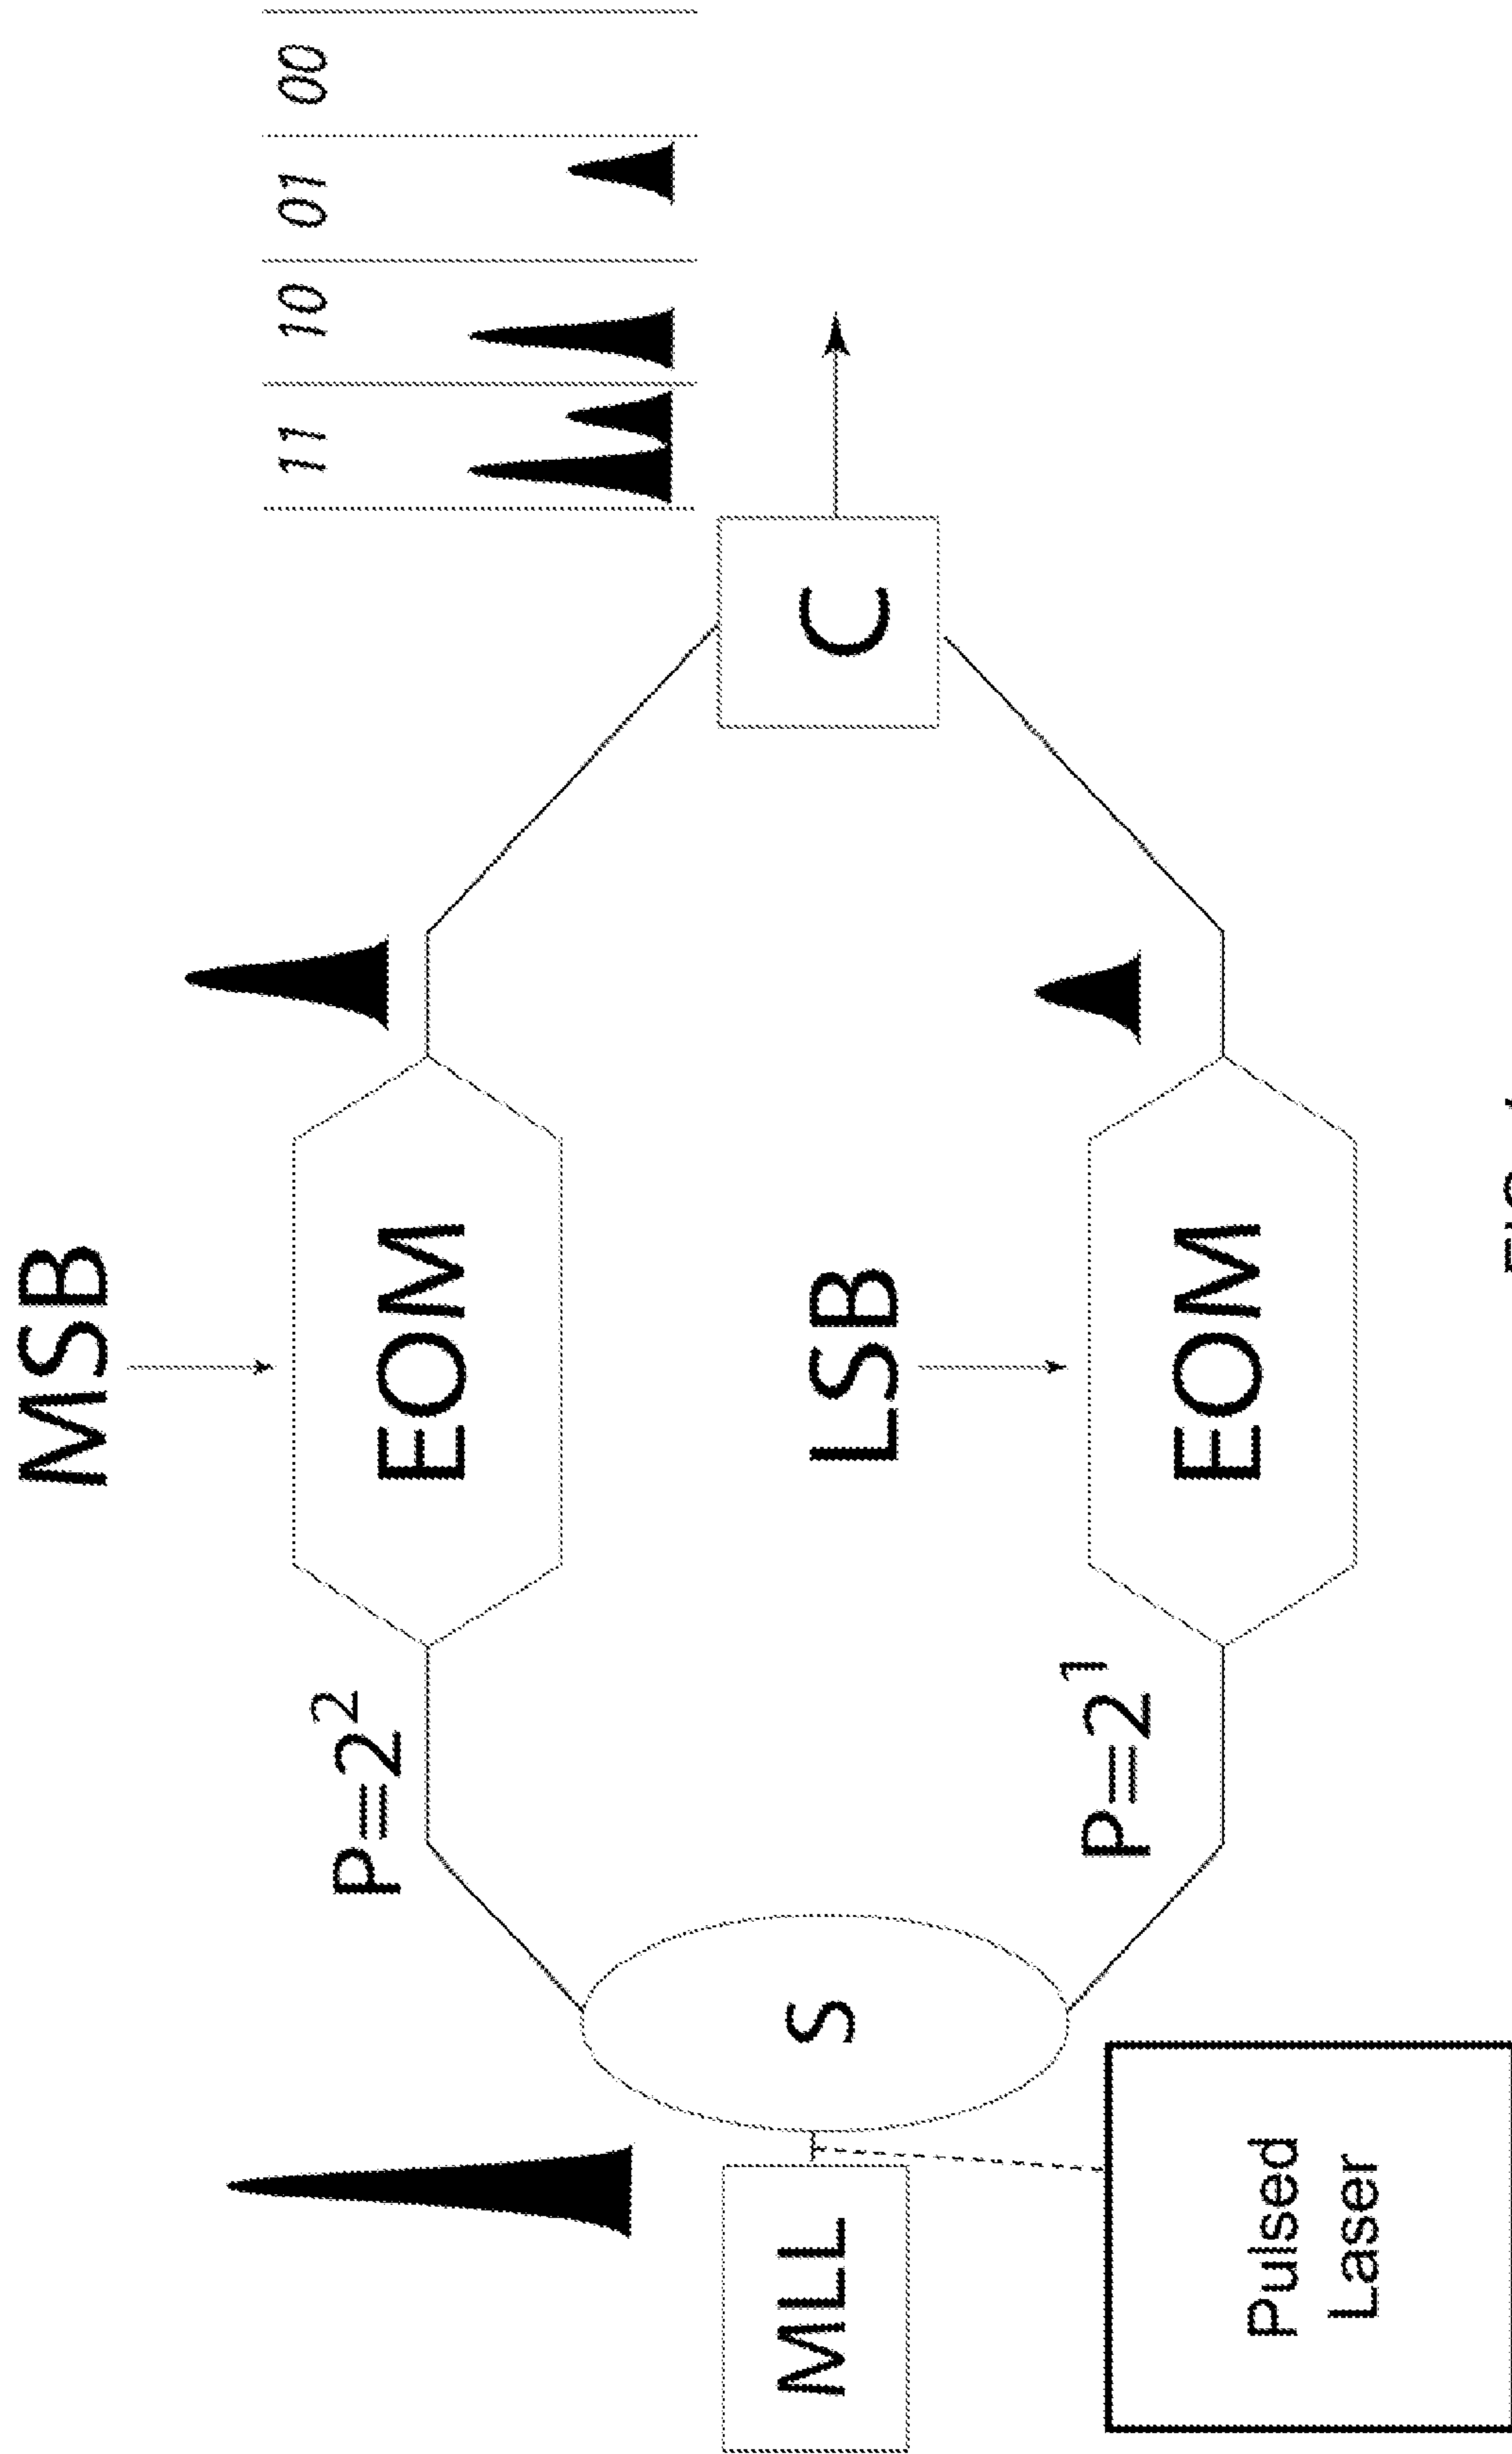 MSB
11 10 01 00
P=2²
EOM
MLL
S
LSB
C
P=2¹
EOM
Pulsed
Laser